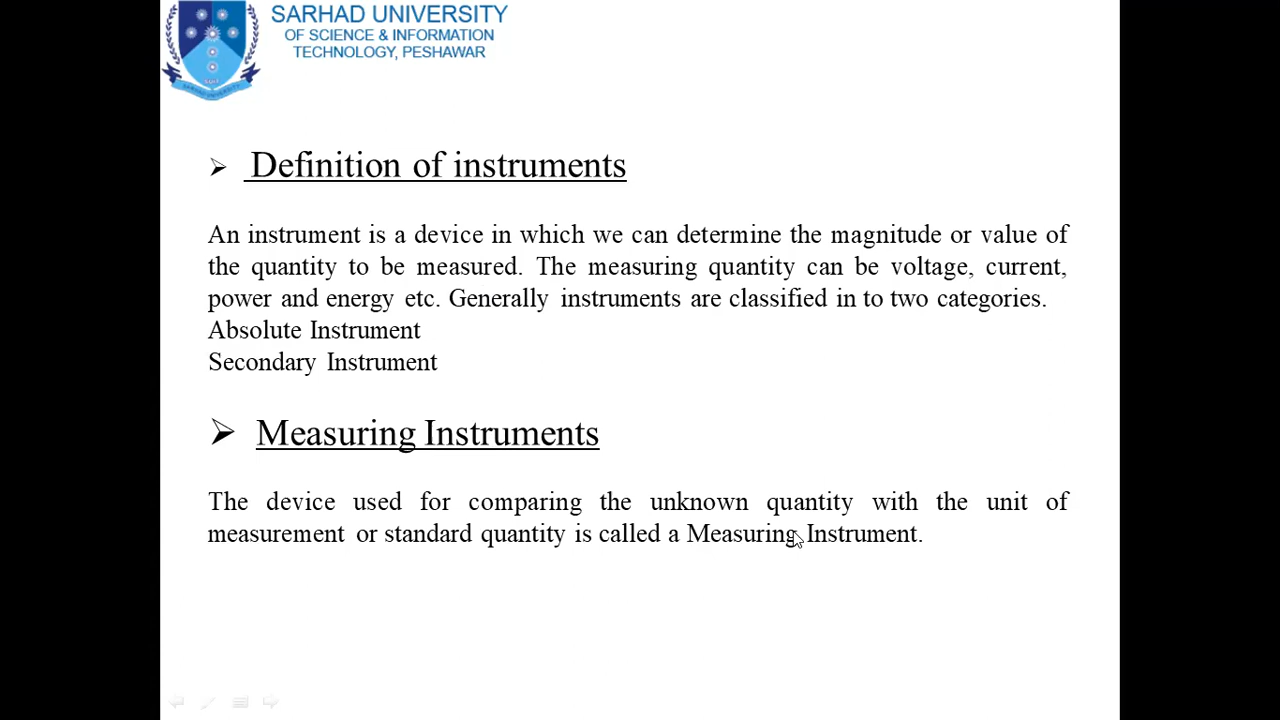 SARHAD UNIVERSITY
OF SCIENCE & INFORMATION
TECHNOLOGY, PESHAWAR
SUIT
SARHAD UNIVERSITY
➢ Definition of instruments
An instrument is a device in which we can determine the magnitude or value of
the quantity to be measured. The measuring quantity can be voltage, current,
power and energy etc. Generally instruments are classified in to two categories.
Absolute Instrument
Secondary Instrument
➢ Measuring Instruments
The device used for comparing the unknown quantity with the unit of
measurement or standard quantity is called a Measuring Instrument.